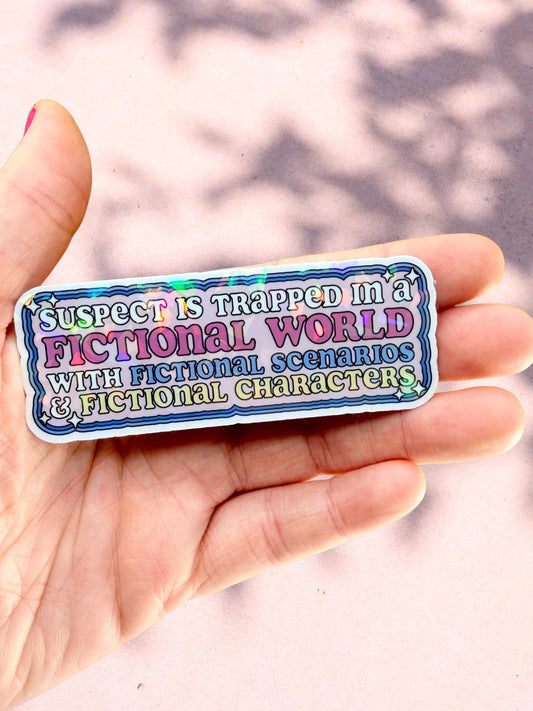 SUSPECT IS TRAPPED IN A
FICTIONAL WORLD
WITH FICTIONAL SCENARIOS
& FICTIONAL CHARACTERS